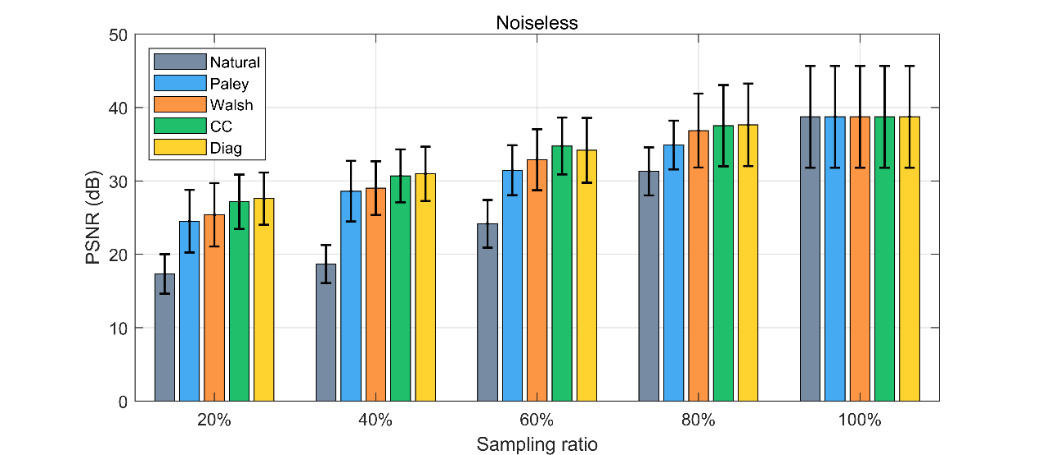 Noiseless
50
40
30
20
10
0
PSNR (dB)
Natural
Paley
Walsh
CC
Diag
20%
40%
60%
80%
100%
Sampling ratio